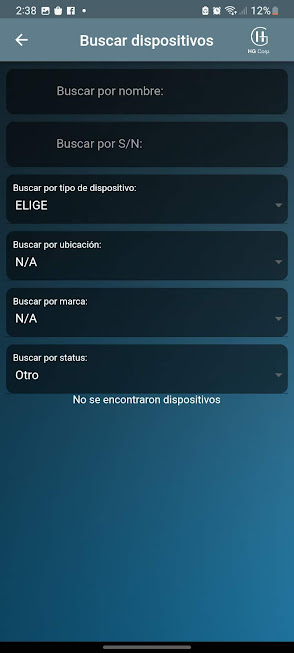 2:38
12%
Buscar dispositivos
HG Corp.
Buscar por nombre:
Buscar por S/N:
Buscar por tipo de dispositivo:
ELIGE
Buscar por ubicación:
N/A
Buscar por marca:
N/A
Buscar por status:
Otro
No se encontraron dispositivos